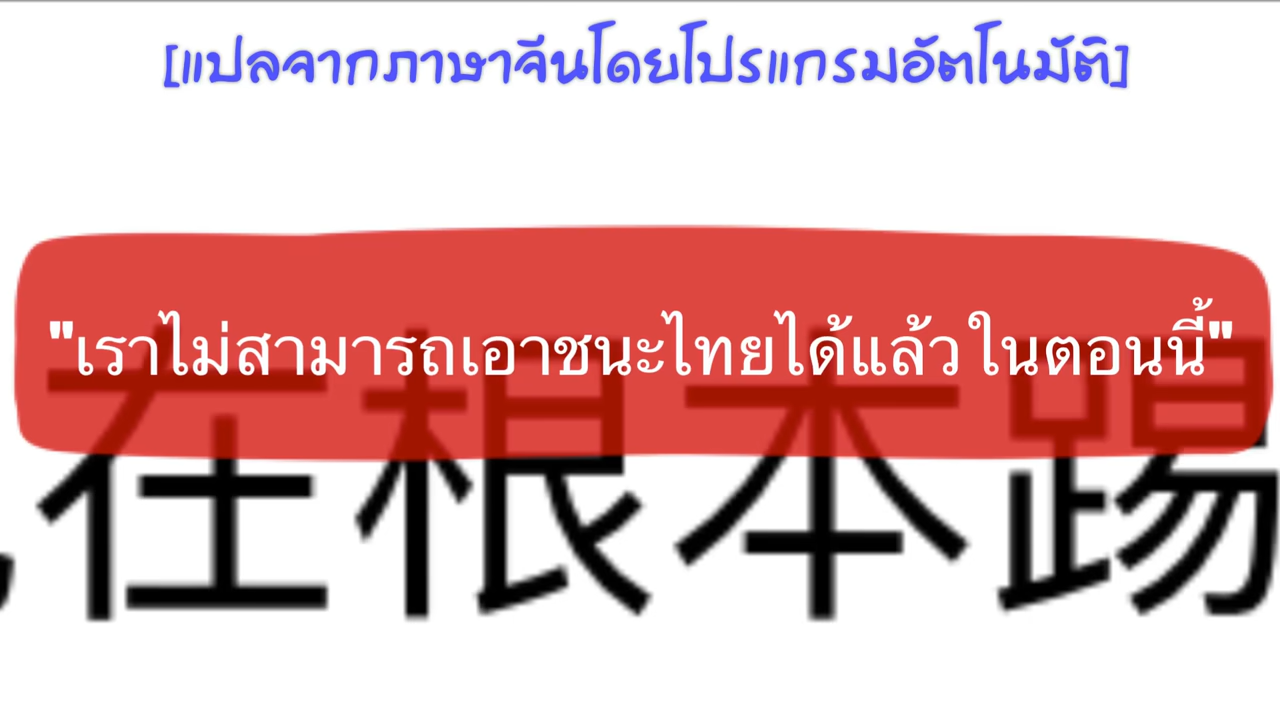 [แปลจากภาษาจีนโดยโปรแกรมอัตโนมัติ]
"เราไม่สามารถเอาชนะไทยได้แล้ว ในตอนนี้"
在根本踢